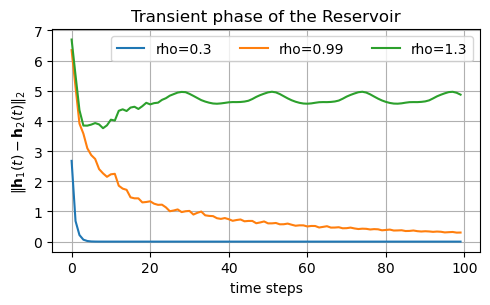 Transient phase of the Reservoir
rho=0.3 rho=0.99 rho=1.3
‖𝐡₁(t) − 𝐡₂(t)‖₂
7
6
5
4
3
2
1
0
0 20 40 60 80 100
time steps